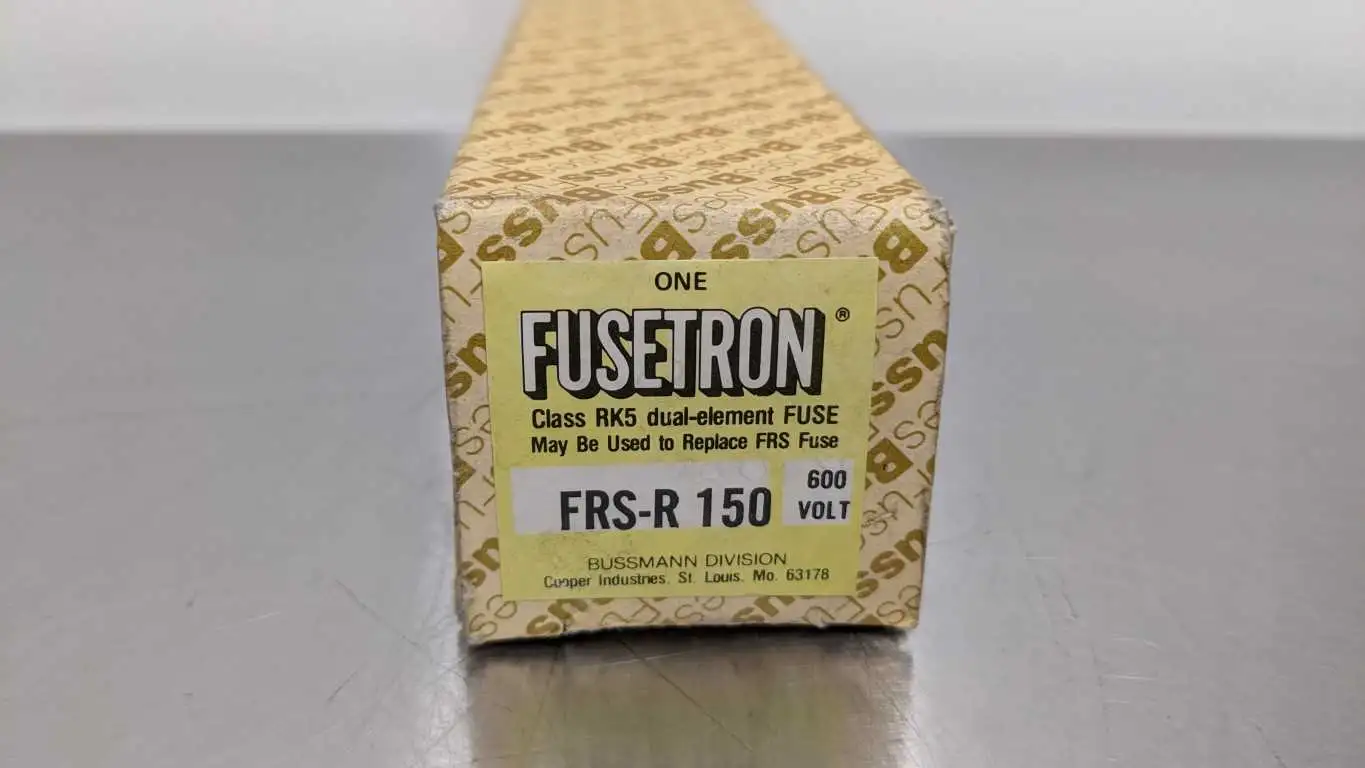 ONE
FUSETRON®
Class RK5 dual-element FUSE
May Be Used to Replace FRS Fuse
FRS-R 150
600
VOLT
BUSSMANN DIVISION
Cooper Industries, St. Louis, Mo. 63178